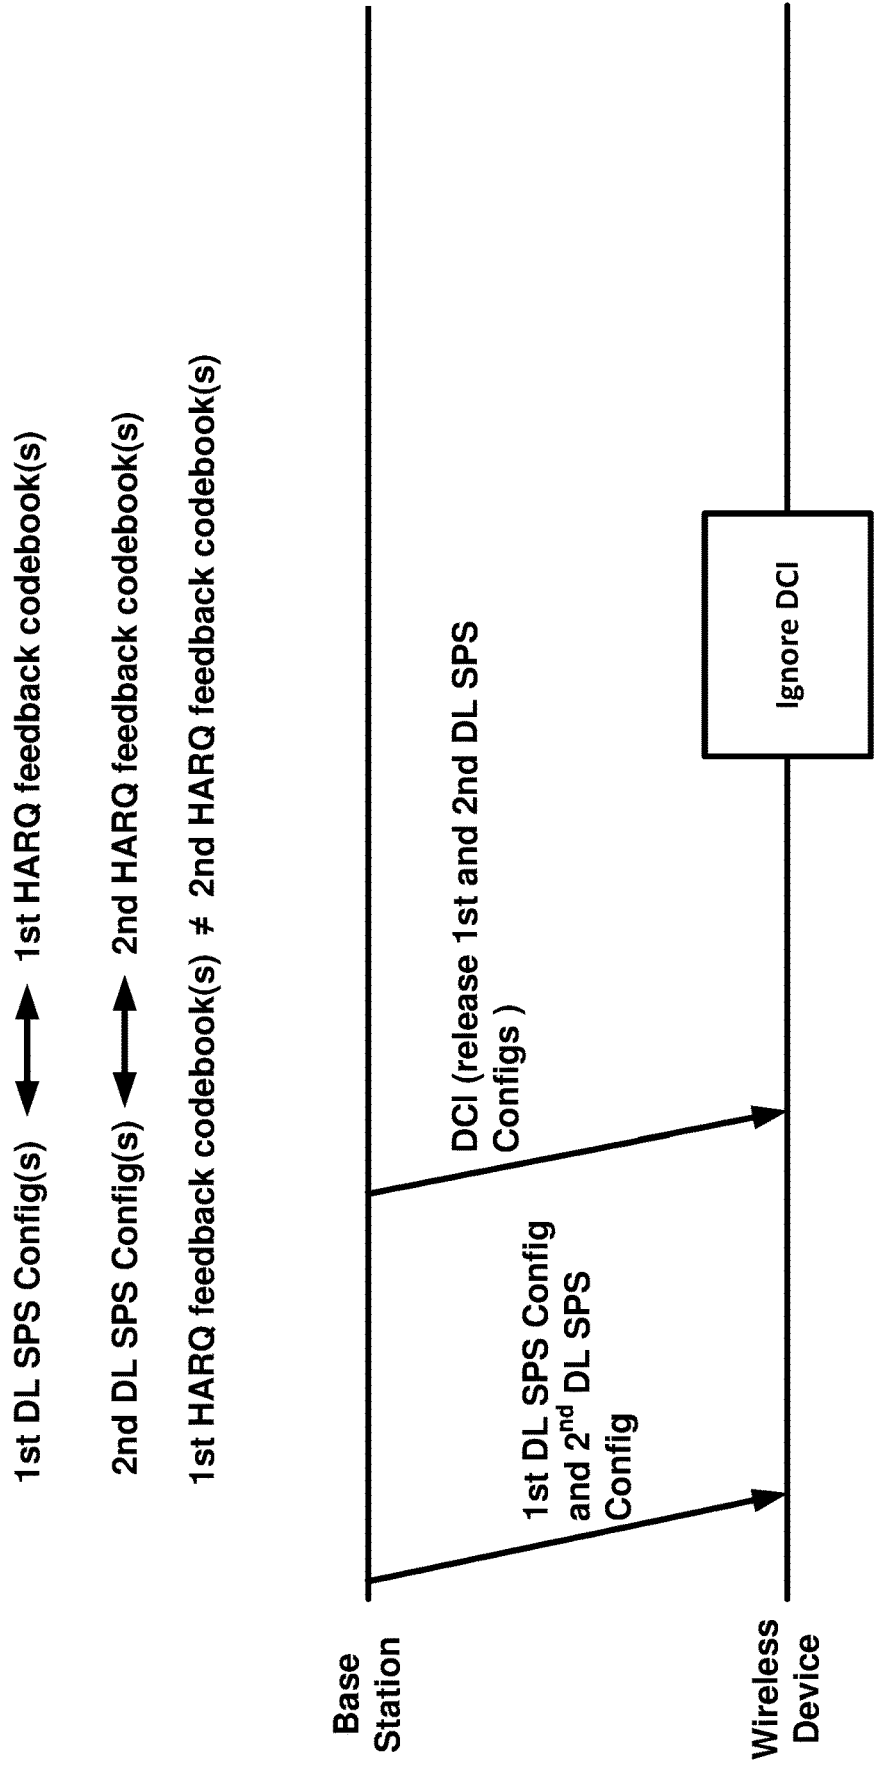 1st DL SPS Config(s) 1st HARQ feedback codebook(s)
2nd DL SPS Config(s) 2nd HARQ feedback codebook(s)
1st HARQ feedback codebook(s) ≠ 2nd HARQ feedback codebook(s)
Base
Station
1st DL SPS Config
and 2nd DL SPS
Config
DCI (release 1st and 2nd DL SPS
Configs )
Ignore DCI
Wireless
Device